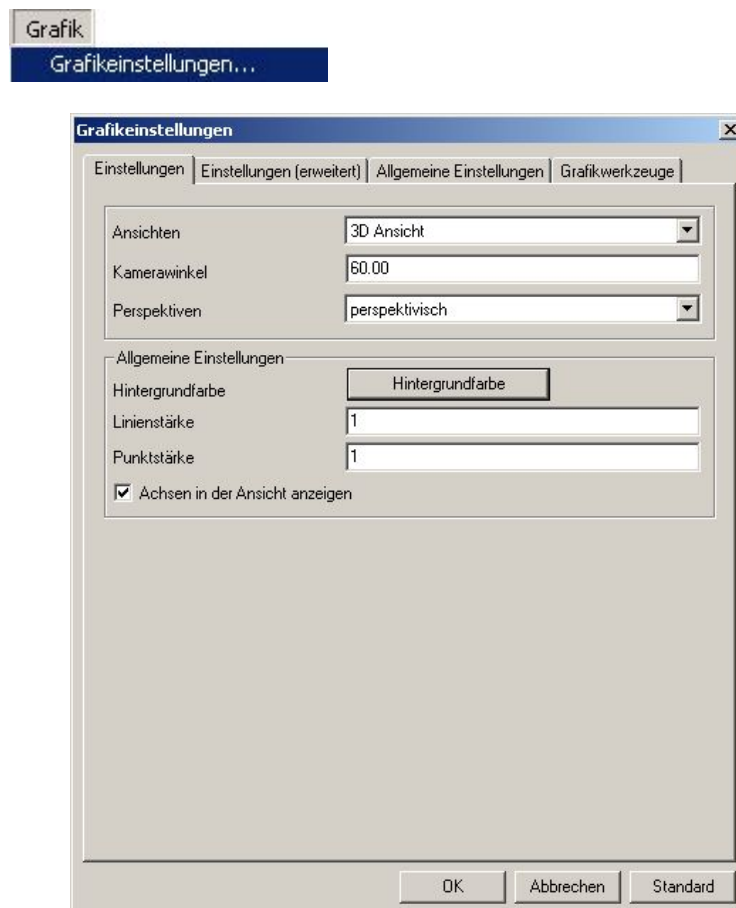 Grafik
Grafikeinstellungen...
Grafikeinstellungen
Einstellungen Einstellungen (erweitert) Allgemeine Einstellungen Grafikwerkzeuge
Ansichten 3D Ansicht
Kamerawinkel 60.00
Perspektiven perspektivisch
Allgemeine Einstellungen
Hintergrundfarbe Hintergrundfarbe
Linienstärke 1
Punktstärke 1
Achsen in der Ansicht anzeigen
OK Abbrechen Standard